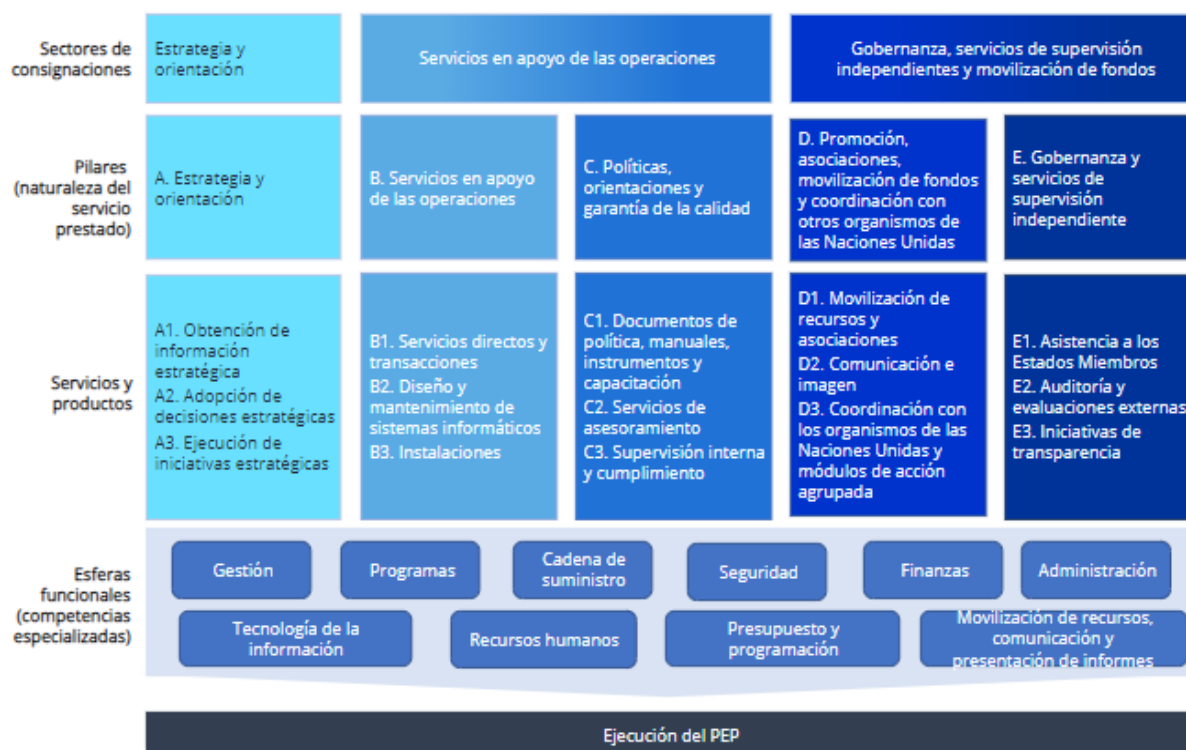 Sectores de
consignaciones
Estrategia y
orientación
Servicios en apoyo de las operaciones
Gobernanza, servicios de supervisión
independientes y movilización de fondos
Pilares
(naturaleza del
servicio
prestado)
A. Estrategia y
orientación
B. Servicios en apoyo
de las operaciones
C. Políticas,
orientaciones y
garantía de la calidad
D. Promoción,
asociaciones,
movilización de fondos
y coordinación con
otros organismos de
las Naciones Unidas
E. Gobernanza y
servicios de
supervisión
independiente
Servicios y
productos
A1. Obtención de
información
estratégica
A2. Adopción de
decisiones estratégicas
A3. Ejecución de
iniciativas estratégicas
B1. Servicios directos y
transacciones
B2. Diseño y
mantenimiento de
sistemas informáticos
B3. Instalaciones
C1. Documentos de
política, manuales,
instrumentos y
capacitación
C2. Servicios de
asesoramiento
C3. Supervisión interna
y cumplimiento
D1. Movilización de
recursos y
asociaciones
D2. Comunicación e
imagen
D3. Coordinación con
los organismos de las
Naciones Unidas y
módulos de acción
agrupada
E1. Asistencia a los
Estados Miembros
E2. Auditoría y
evaluaciones externas
E3. Iniciativas de
transparencia
Esferas
funcionales
(competencias
especializadas)
Gestión
Programas
Cadena de
suministro
Seguridad
Finanzas
Administración
Tecnología de la
información
Recursos humanos
Presupuesto y
programación
Movilización de recursos,
comunicación y
presentación de informes
Ejecución del PEP